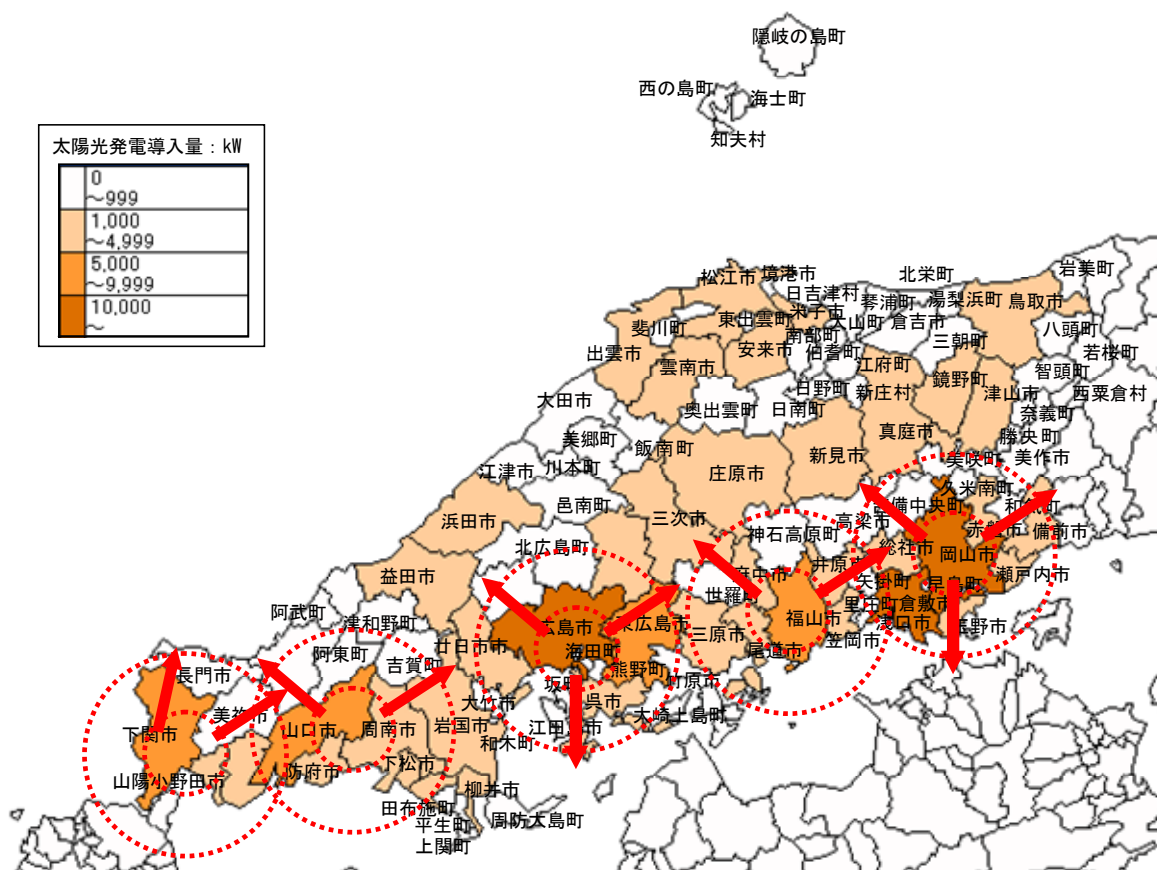 隠岐の島町
西の島町
海士町
知夫村
太陽光発電導入量：kW
0
～999
1,000
～4,999
5,000
～9,999
10,000
～
松江市
境港市
北栄町
岩美町
日吉津村
琴浦町
湯梨浜町
鳥取市
斐川町
東出雲町
米子市
大山町
倉吉市
八頭町
出雲市
安来市
南部町
伯耆町
三朝町
若桜町
雲南市
江府町
鏡野町
智頭町
大田市
奥出雲町
日野町
日南町
新庄村
津山市
西粟倉村
奈義町
美郷町
飯南町
真庭市
勝央町
江津市
川本町
庄原市
新見市
美咲町
美作市
邑南町
久米南町
浜田市
三次市
高梁市
備中央町
和気町
北広島町
神石高原町
赤磐市
備前市
益田市
府中市
井原市
総社市
岡山市
阿武町
津和野町
世羅町
矢掛町
早島町
瀬戸内市
広島市
東広島市
福山市
里庄町
倉敷市
浅口市
玉野市
阿東町
吉賀町
廿日市市
海田町
三原市
尾道市
笠岡市
長門市
熊野町
坂町
竹原市
美祢市
大竹市
呉市
大崎上島町
下関市
山口市
周南市
岩国市
和木町
江田島市
山陽小野田市
防府市
下松市
柳井市
田布施町
平生町
周防大島町
上関町